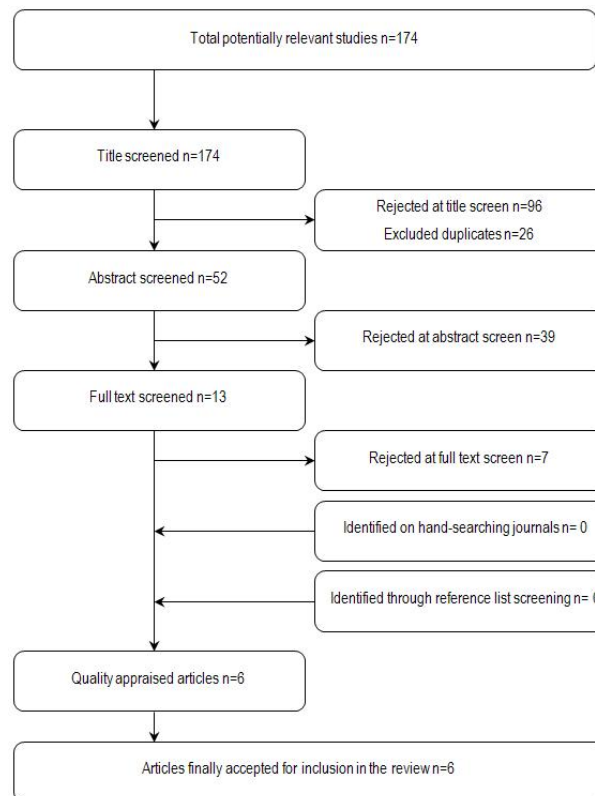 Total potentially relevant studies n=174
Title screened n=174
Rejected at title screen n=96
Excluded duplicates n=26
Abstract screened n=52
Rejected at abstract screen n=39
Full text screened n=13
Rejected at full text screen n=7
Identified on hand-searching journals n= 0
Identified through reference list screening n=
Quality appraised articles n=6
Articles finally accepted for inclusion in the review n=6